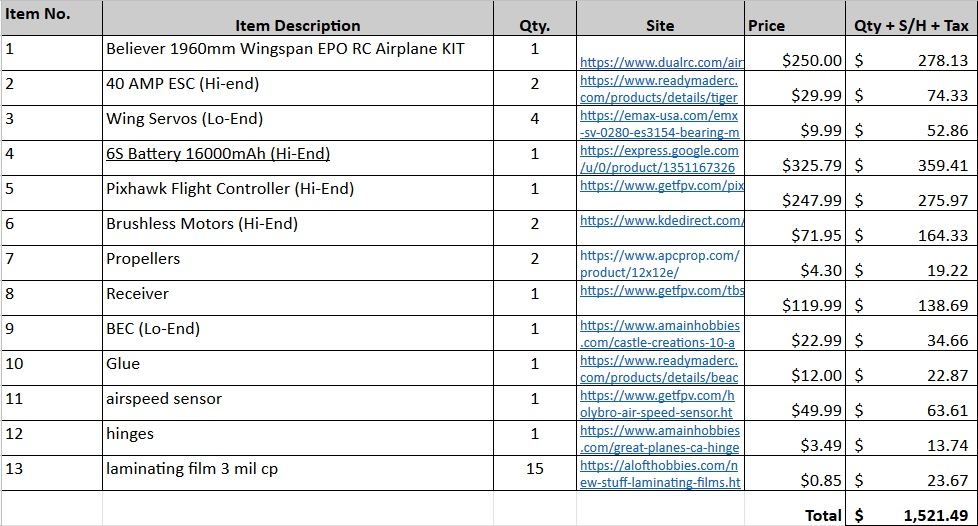 Item No. Item Description Qty. Site Price Qty + S/H + Tax
1 Believer 1960mm Wingspan EPO RC Airplane KIT 1 https://www.dualrc.com/air $250.00 $ 278.13
2 40 AMP ESC (Hi-end) 2 https://www.readymaderc.
com/products/details/tiger $29.99 $ 74.33
3 Wing Servos (Lo-End) 4 https://emax-usa.com/emx
-sv-0280-es3154-bearing-m $9.99 $ 52.86
4 6S Battery 16000mAh (Hi-End) 1 https://express.google.com
/u/0/product/1351167326 $325.79 $ 359.41
5 Pixhawk Flight Controller (Hi-End) 1 https://www.getfpv.com/pix $247.99 $ 275.97
6 Brushless Motors (Hi-End) 2 https://www.kdedirect.com/ $71.95 $ 164.33
7 Propellers 2 https://www.apcprop.com/
product/12x12e/ $4.30 $ 19.22
8 Receiver 1 https://www.getfpv.com/tbs $119.99 $ 138.69
9 BEC (Lo-End) 1 https://www.amainhobbies
.com/castle-creations-10-a $22.99 $ 34.66
10 Glue 1 https://www.readymaderc.
com/products/details/beac $12.00 $ 22.87
11 airspeed sensor 1 https://www.getfpv.com/h
olybro-air-speed-sensor.ht $49.99 $ 63.61
12 hinges 1 https://www.amainhobbies
.com/great-planes-ca-hinge $3.49 $ 13.74
13 laminating film 3 mil cp 15 https://alofthobbies.com/n
ew-stuff-laminating-films.ht $0.85 $ 23.67
Total $ 1,521.49